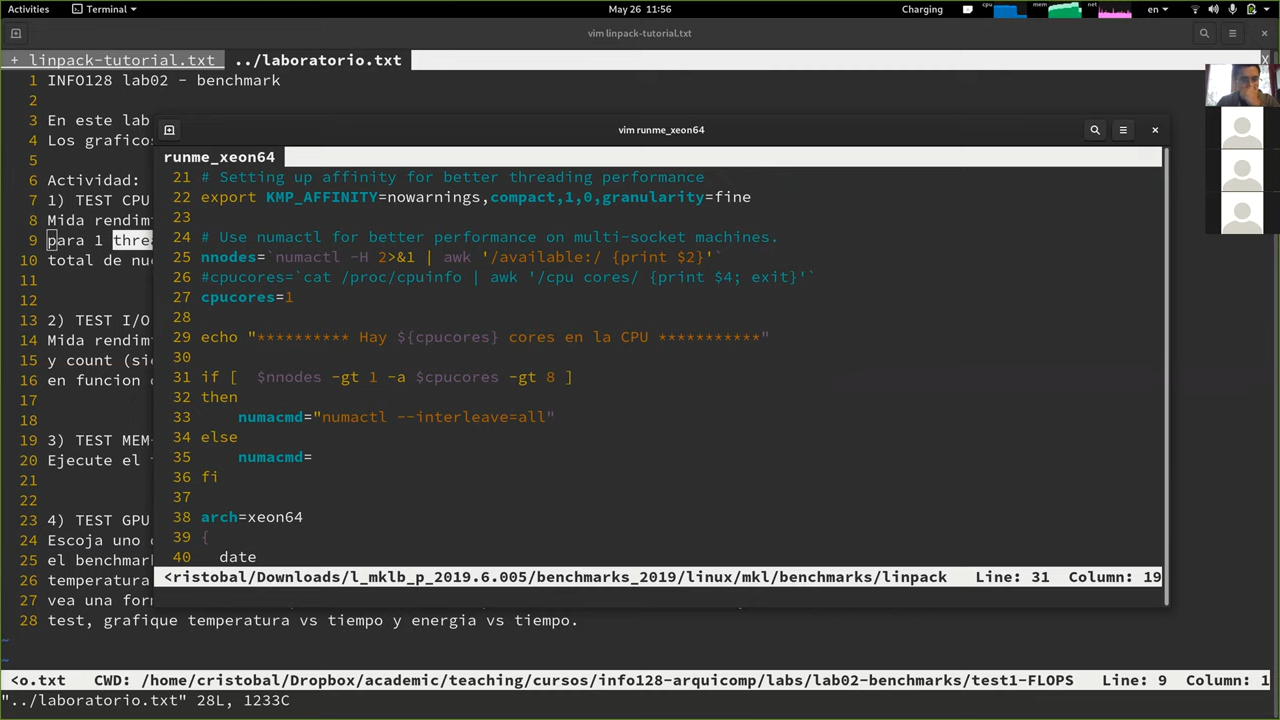 Activities Terminal May 26 11:56 Charging cpu mem net en
vim linpack-tutorial.txt
+ linpack-tutorial.txt ../laboratorio.txt X
1 INFO128 lab02 - benchmark
2
3 En este lab
4 Los grafico
5
6 Actividad:
7 1) TEST CPU
8 Mida rendim
9 para 1 threa
10 total de nu
11
12
13 2) TEST I/O
14 Mida rendim
15 y count (si
16 en funcion
17
18
19 3) TEST MEM
20 Ejecute el
21
22
23 4) TEST GPU
24 Escoja uno
25 el benchmar
26 temperatura
27 vea una for
28 test, grafique temperatura vs tiempo y energia vs tiempo.
~
~
<o.txt CWD: /home/cristobal/Dropbox/academic/teaching/cursos/info128-arquicomp/labs/lab02-benchmarks/test1-FLOPS Line: 9 Column: 1
"../laboratorio.txt" 28L, 1233C
vim runme_xeon64
runme_xeon64
21 # Setting up affinity for better threading performance
22 export KMP_AFFINITY=nowarnings,compact,1,0,granularity=fine
23
24 # Use numactl for better performance on multi-socket machines.
25 nnodes=`numactl -H 2>&1 | awk '/available:/ {print $2}'`
26 #cpucores=`cat /proc/cpuinfo | awk '/cpu cores/ {print $4; exit}'`
27 cpucores=1
28
29 echo "********** Hay ${cpucores} cores en la CPU ***********"
30
31 if [  $nnodes -gt 1 -a $cpucores -gt 8 ]
32 then
33     numacmd="numactl --interleave=all"
34 else
35     numacmd=
36 fi
37
38 arch=xeon64
39 {
40   date
<ristobal/Downloads/l_mklb_p_2019.6.005/benchmarks_2019/linux/mkl/benchmarks/linpack Line: 31 Column: 19